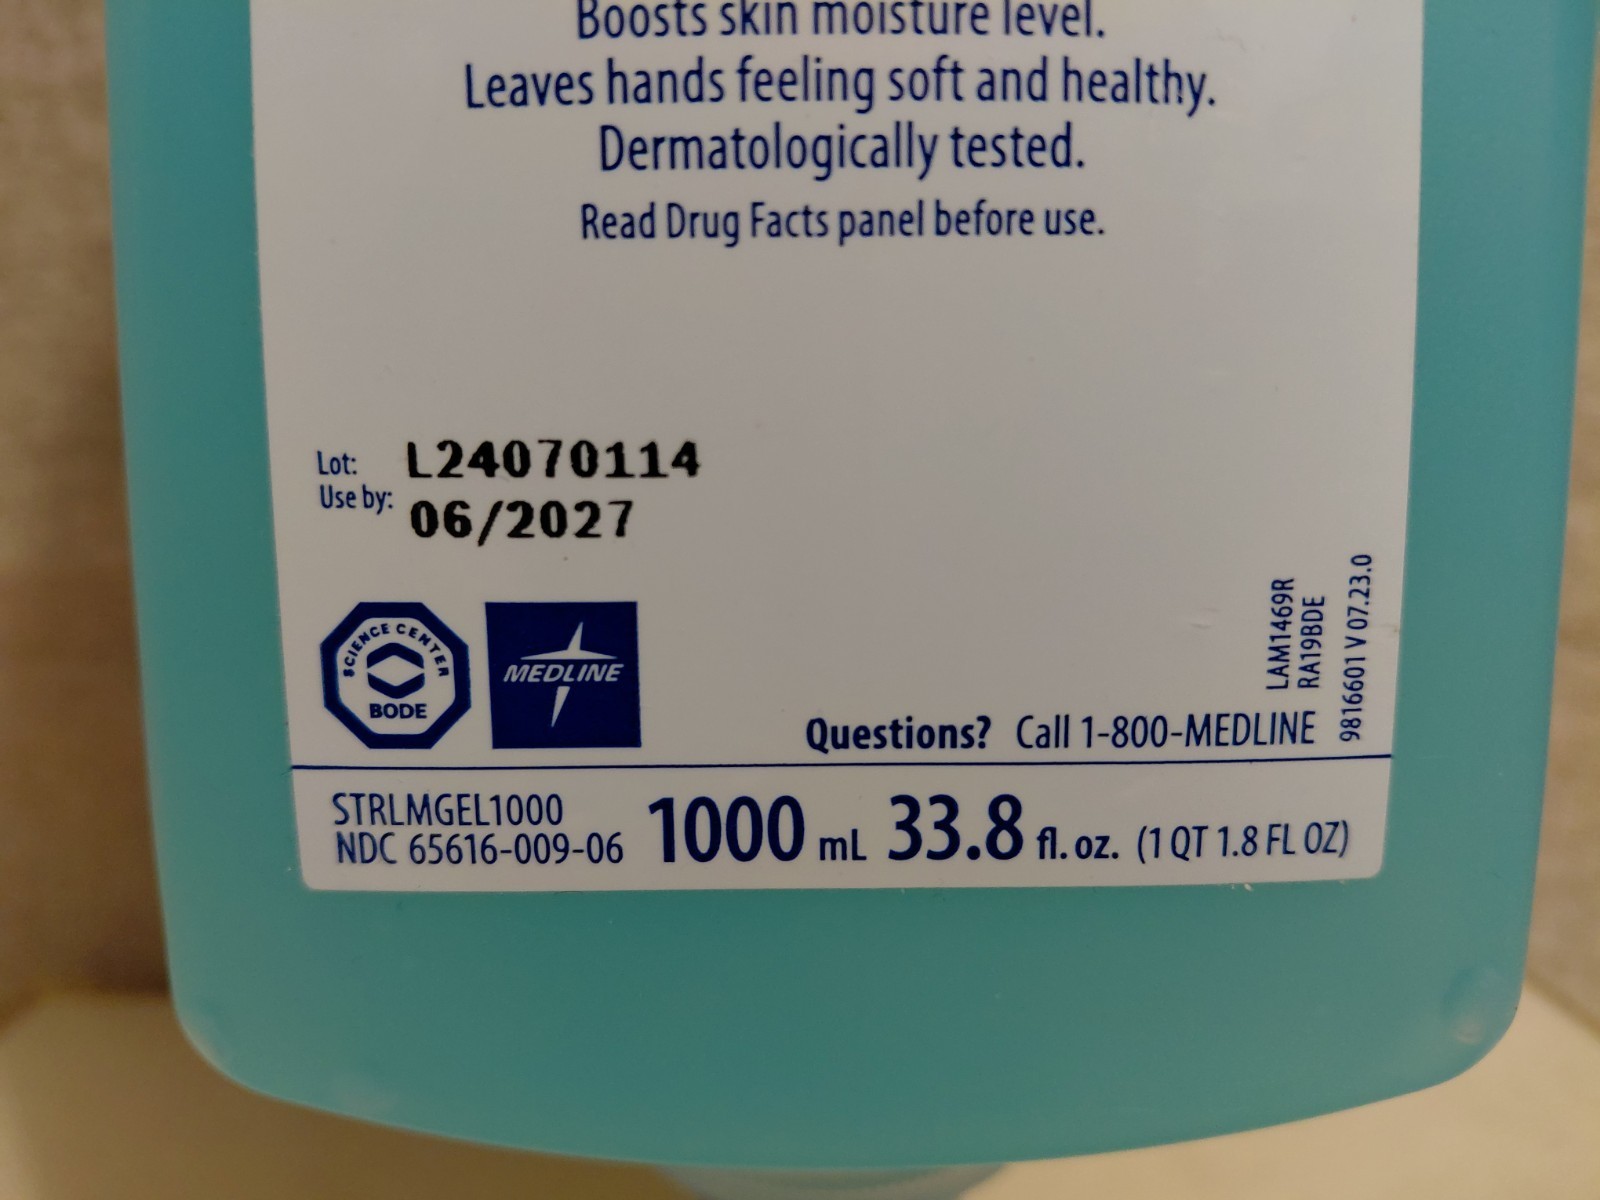 Boosts skin moisture level.
Leaves hands feeling soft and healthy.
Dermatologically tested.
Read Drug Facts panel before use.
Lot: L24070114
Use by: 06/2027
SCIENCE CENTER
BODE
MEDLINE
Questions? Call 1-800-MEDLINE
LAM1469R
RA19BDE
9816601 V 07.23.0
STRLMGEL1000
NDC 65616-009-06
1000 mL 33.8 fl. oz. (1 QT 1.8 FL OZ)